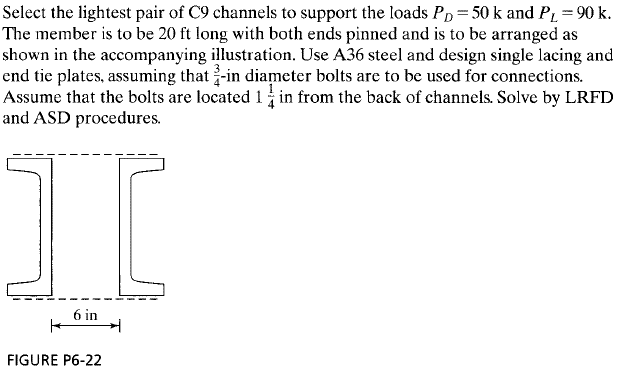 Select the lightest pair of C9 channels to support the loads P_D = 50 k and P_L = 90 k.
The member is to be 20 ft long with both ends pinned and is to be arranged as
shown in the accompanying illustration. Use A36 steel and design single lacing and
end tie plates, assuming that 3/4-in diameter bolts are to be used for connections.
Assume that the bolts are located 1 1/4 in from the back of channels. Solve by LRFD
and ASD procedures.
6 in
FIGURE P6-22